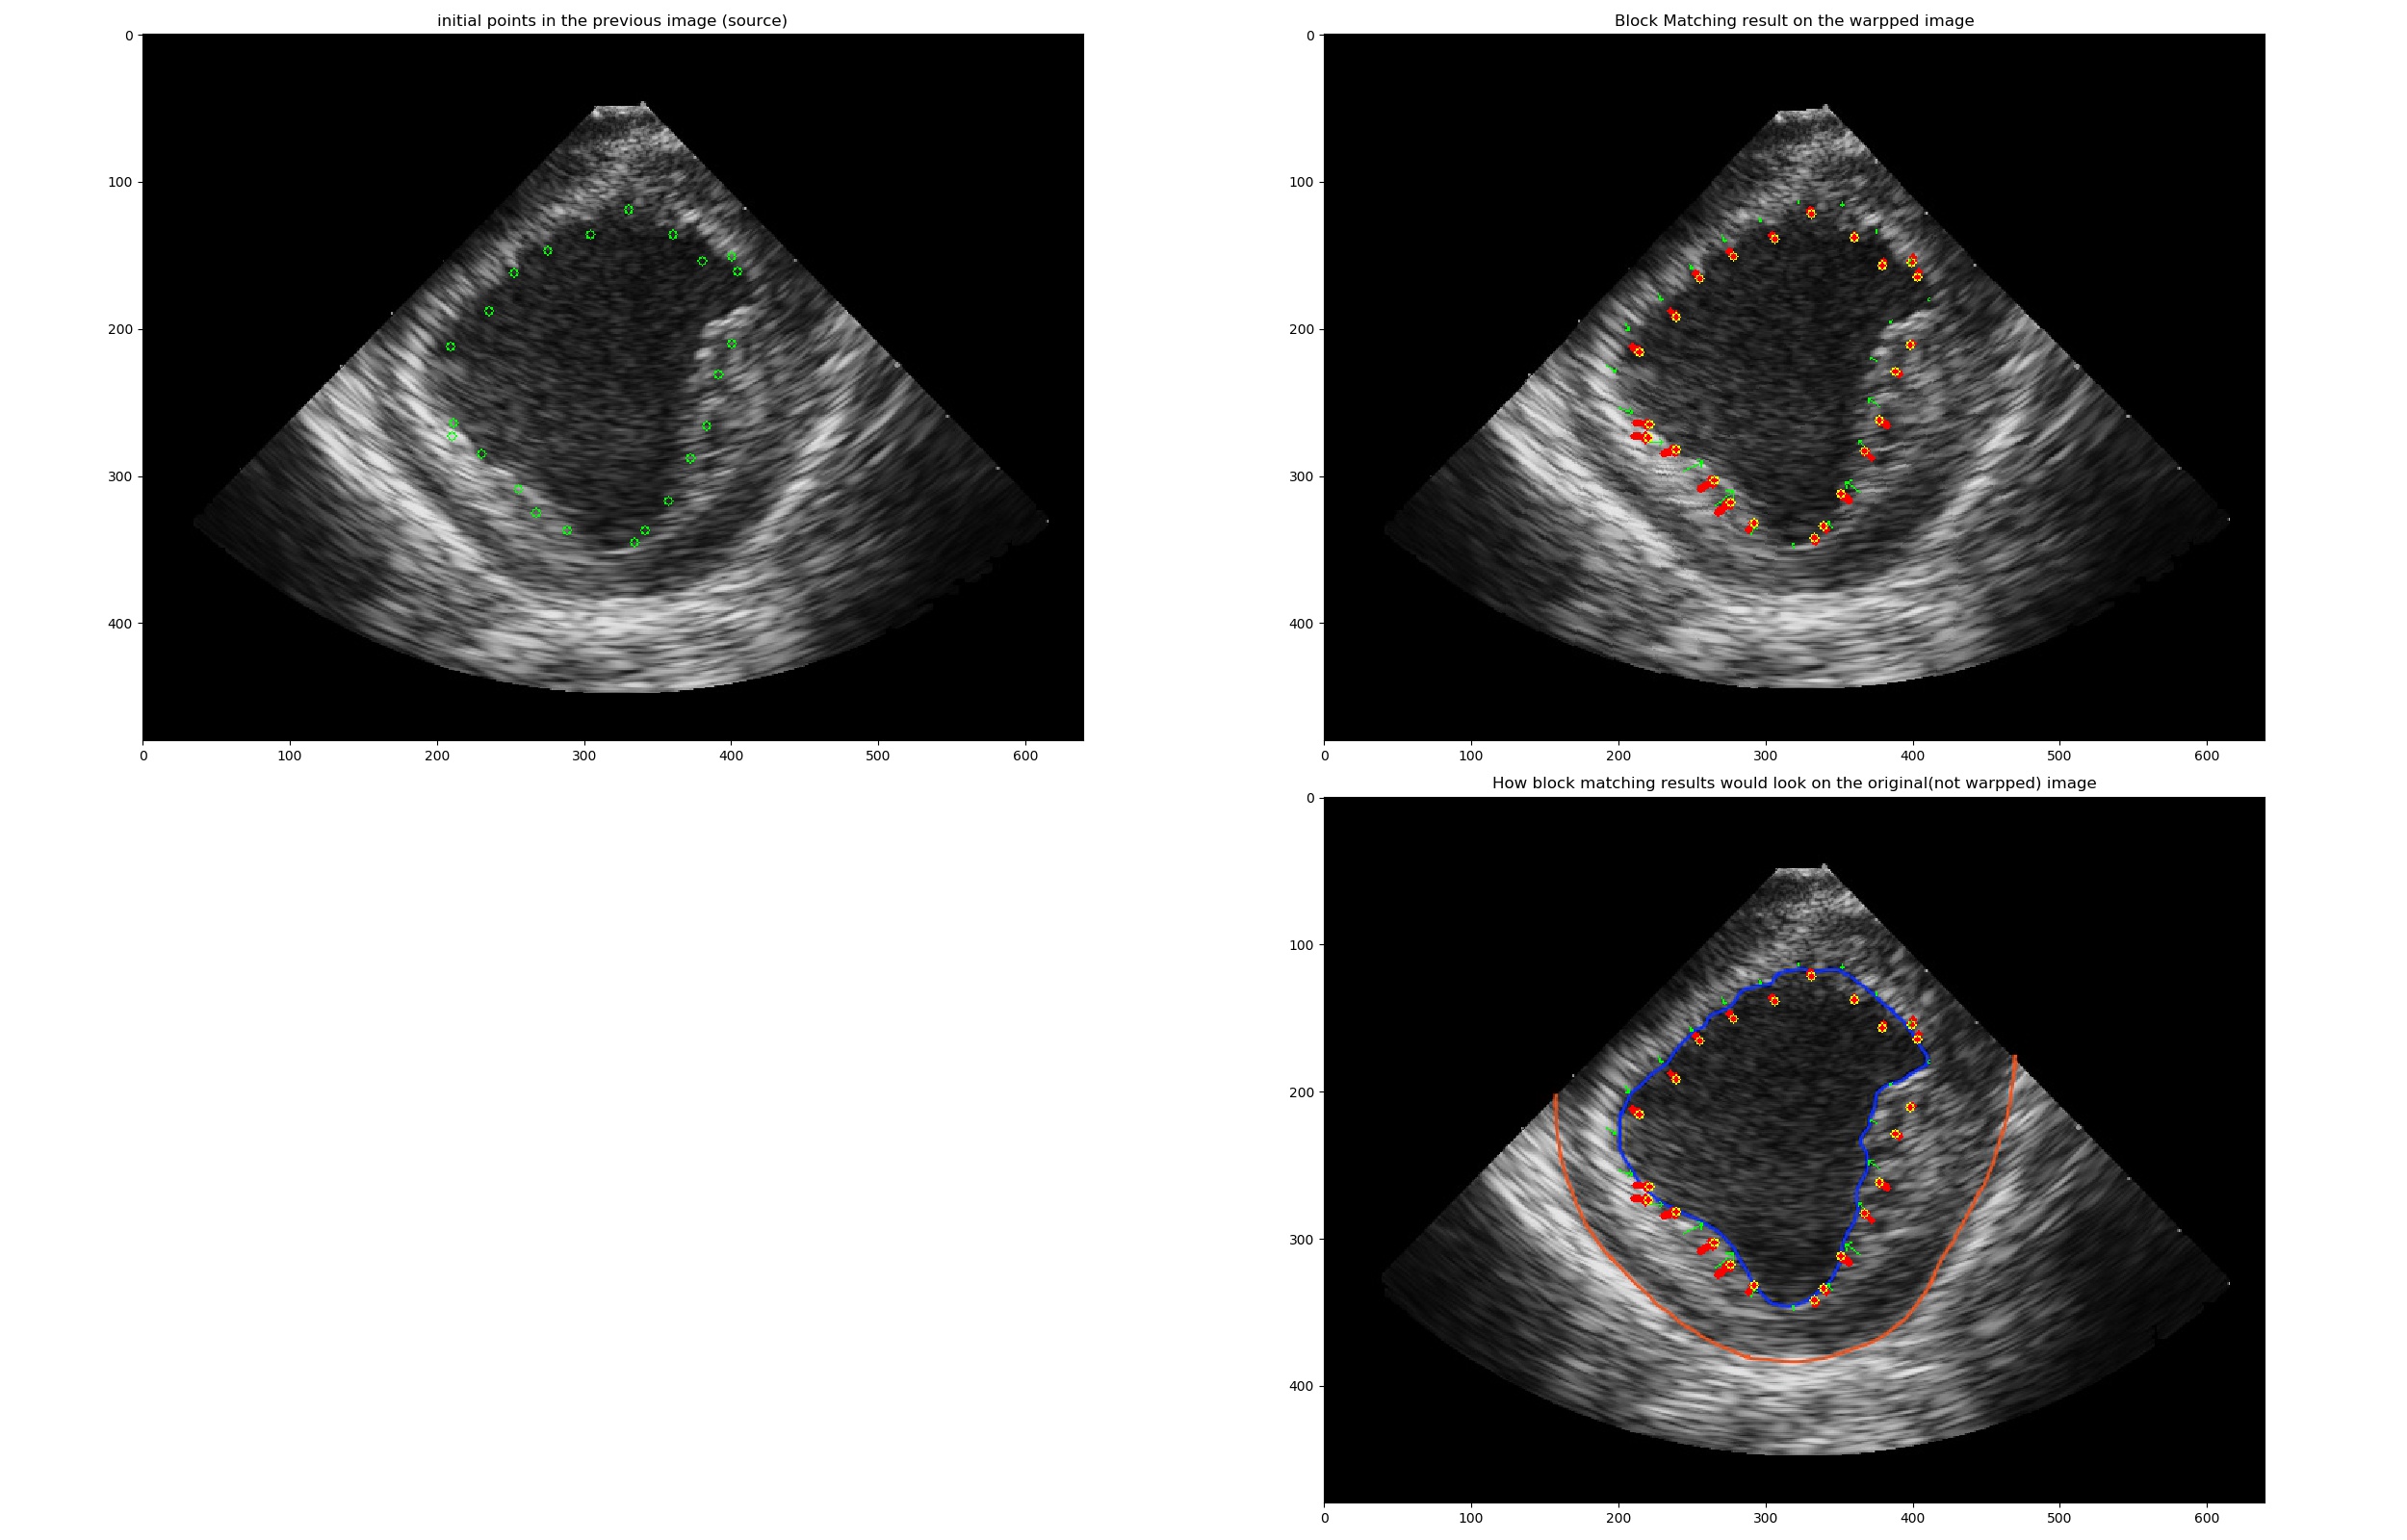 initial points in the previous image (source)
0
100
200
300
400
0 100 200 300 400 500 600
Block Matching result on the warpped image
0
100
200
300
400
0 100 200 300 400 500 600
How block matching results would look on the original(not warpped) image
0
100
200
300
400
0 100 200 300 400 500 600